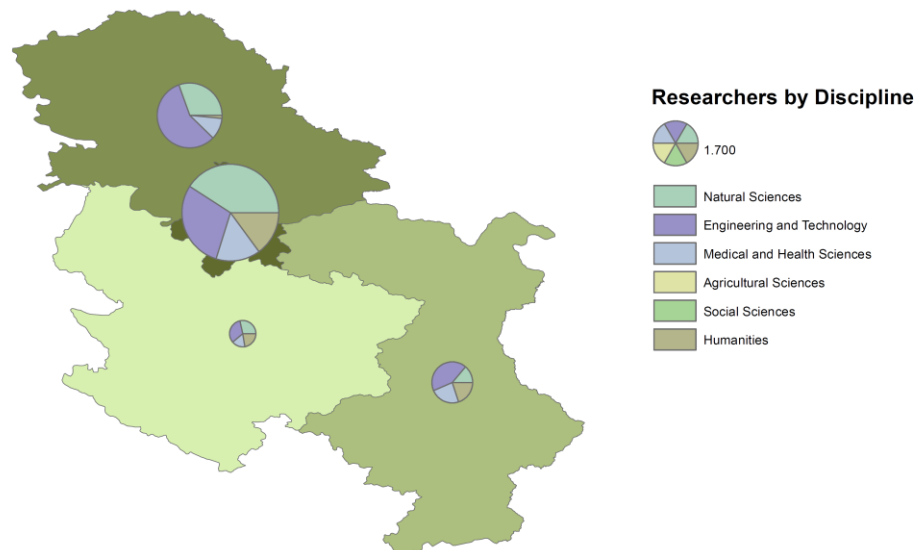 Researchers by Discipline
1.700
Natural Sciences
Engineering and Technology
Medical and Health Sciences
Agricultural Sciences
Social Sciences
Humanities